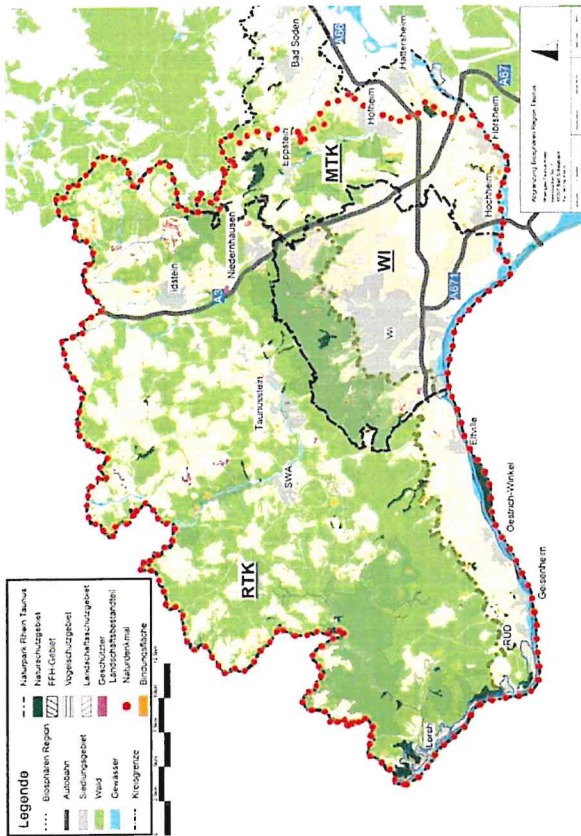 Legende
Biosphären Region
Autobahn
Siedlungsgebiet
Wald
Gewässer
Kreisgrenze
Naturpark Rhein Taunus
Naturschutzgebiet
FFH-Gebiet
Vogelschutzgebiet
Landschaftsschutzgebiet
Geschützter
Landschaftsbestandteil
Naturdenkmal
Bindungsfläche
RTK
MTK
WI
Wi
Idstein
Niedernhausen
Eppstein
Bad Soden
Hofheim
Hattersheim
Flörsheim
Hochheim
Taunusstein
SWA
Eltville
Oestrich-Winkel
Geisenheim
RÜD
Lorch
A3
A66
A67
A671
Abgrenzung Biosphären Region Taunus